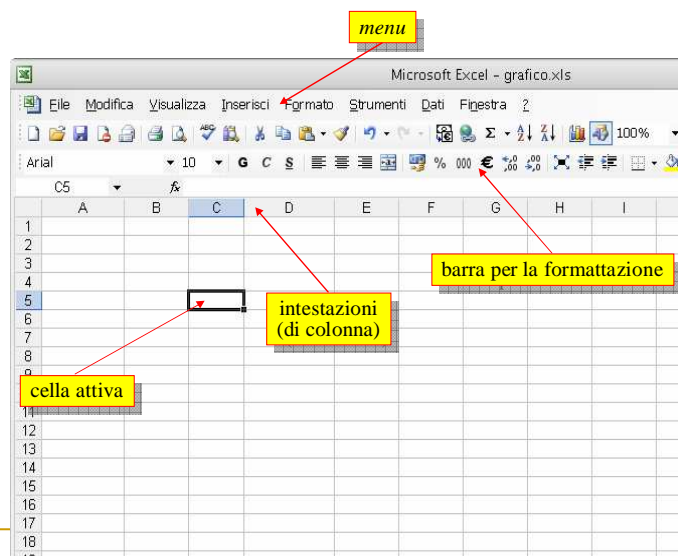 menu
Microsoft Excel - grafico.xls
File Modifica Visualizza Inserisci Formato Strumenti Dati Finestra ?
ABC Σ A Z Z A 100%
Arial 10 G C S % 000 €
C5 fx
A B C D E F G H I
1
2
3
4
barra per la formattazione
5
intestazioni
(di colonna)
6
7
8
cella attiva
11
12
13
14
15
16
17
18